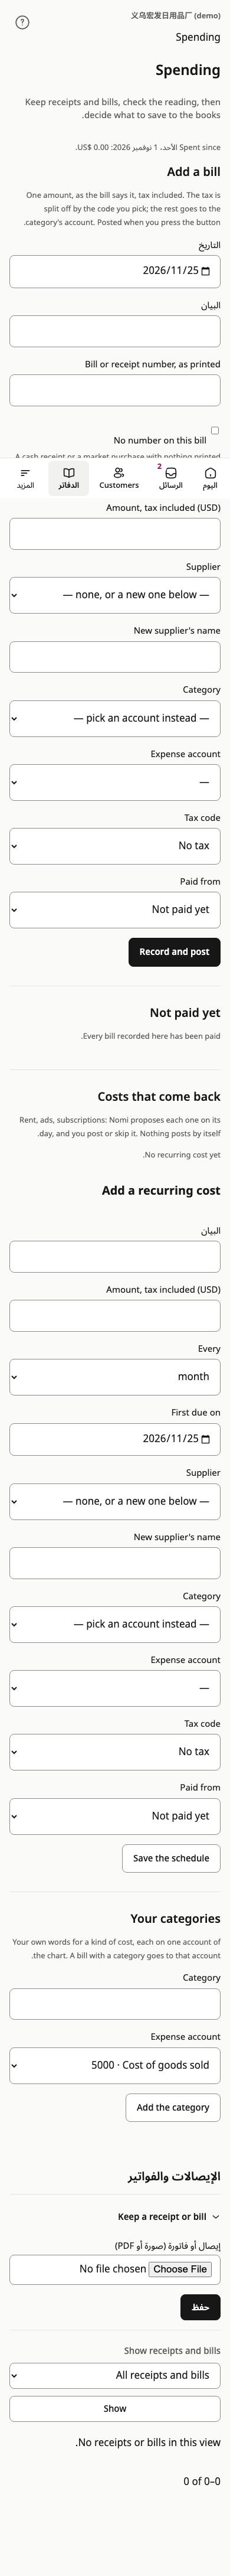 义乌宏发日用品厂 (demo)
Spending
Spending
Keep receipts and bills, check the reading, then decide what to save to the books.
Spent since الأحد، 1 نوفمبر 2026: US$ 0.00.
Add a bill
One amount, as the bill says it, tax included. The tax is split off by the code you pick; the rest goes to the category's account. Posted when you press the button.
التاريخ
2026/11/25
البيان
Bill or receipt number, as printed
No number on this bill
A cash receipt or a market purchase with nothing printed
اليوم
الرسائل
2
Customers
الدفاتر
المزيد
Amount, tax included (USD)
Supplier
— none, or a new one below —
New supplier's name
Category
— pick an account instead —
Expense account
—
Tax code
No tax
Paid from
Not paid yet
Record and post
Not paid yet
Every bill recorded here has been paid.
Costs that come back
Rent, ads, subscriptions: Nomi proposes each one on its day, and you post or skip it. Nothing posts by itself.
No recurring cost yet.
Add a recurring cost
البيان
Amount, tax included (USD)
Every
month
First due on
2026/11/25
Supplier
— none, or a new one below —
New supplier's name
Category
— pick an account instead —
Expense account
—
Tax code
No tax
Paid from
Not paid yet
Save the schedule
Your categories
Your own words for a kind of cost, each on one account of the chart. A bill with a category goes to that account.
Category
Expense account
5000 · Cost of goods sold
Add the category
الإيصالات والفواتير
Keep a receipt or bill
إيصال أو فاتورة (صورة أو PDF)
Choose File No file chosen
حفظ
Show receipts and bills
All receipts and bills
Show
No receipts or bills in this view.
0–0 of 0